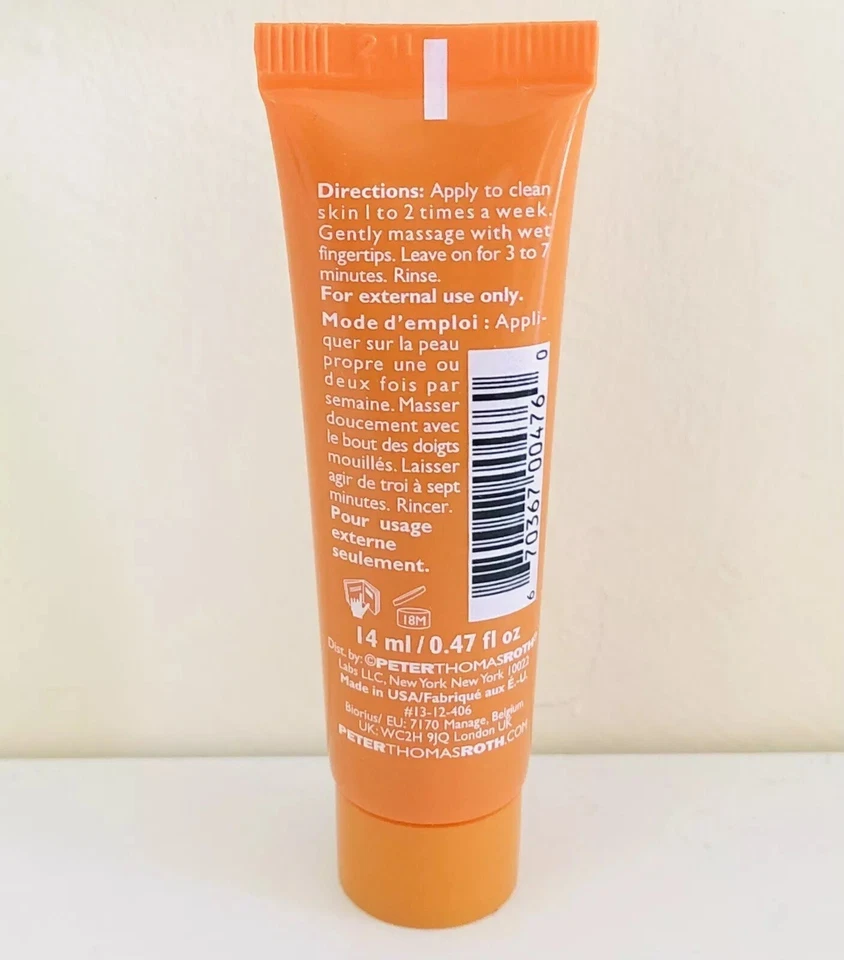 Directions: Apply to clean
skin 1 to 2 times a week.
Gently massage with wet
fingertips. Leave on for 3 to 7
minutes. Rinse.
For external use only.
Mode d'emploi : Appli-
quer sur la peau
propre une ou
deux fois par
semaine. Masser
doucement avec
le bout des doigts
mouillés. Laisser
agir de troi à sept
minutes. Rincer.
Pour usage
externe
seulement.
6 70367 00476 0
18M
14 ml / 0.47 fl oz
Dist. by: ©PETERTHOMASROTH®
Labs LLC, New York New York 10022
Made in USA/Fabriqué aux É.-U.
#13-12-406
Biorius/ EU: 7170 Manage, Belgium
UK: WC2H 9JQ London UK
PETERTHOMASROTH.COM